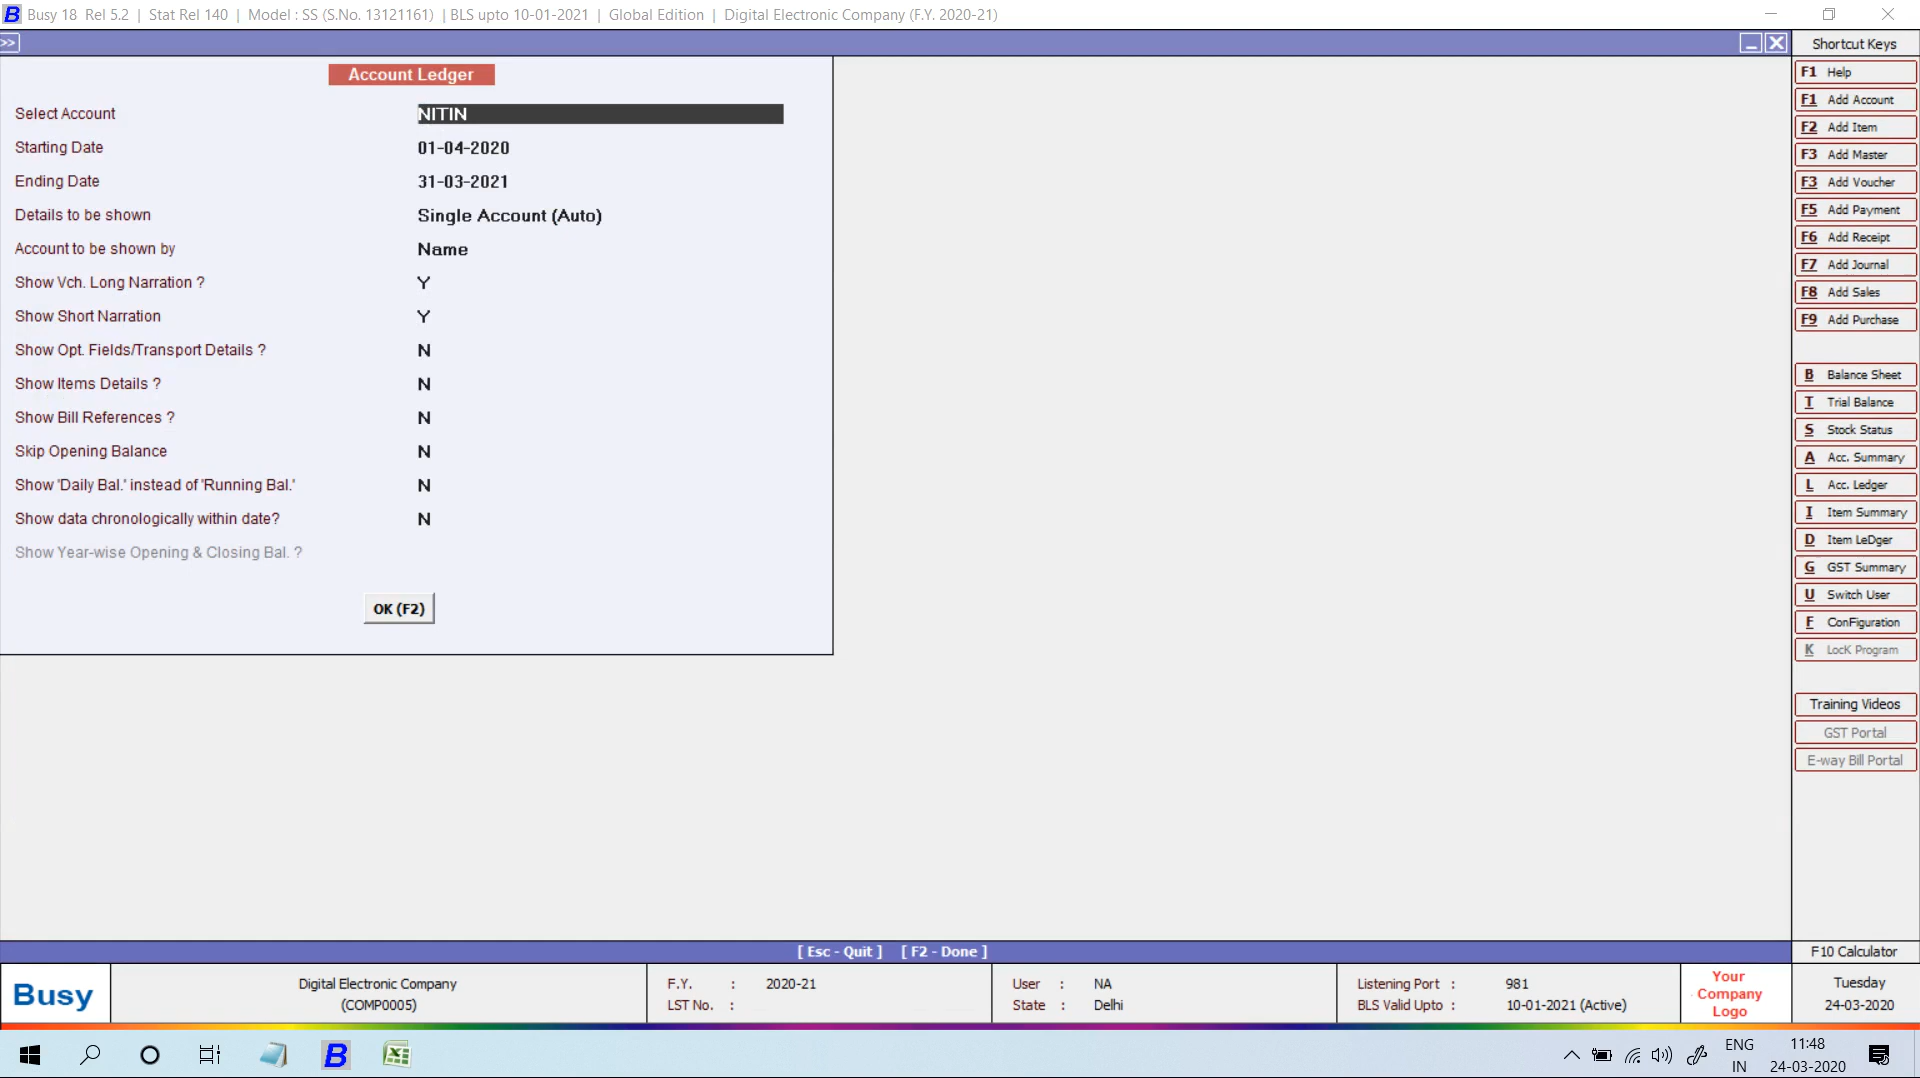 B Busy 18 Rel 5.2 | Stat Rel 140 | Model : SS (S.No. 13121161) | BLS upto 10-01-2021 | Global Edition | Digital Electronic Company (F.Y. 2020-21)
>>
Account Ledger
Select Account NITIN
Starting Date 01-04-2020
Ending Date 31-03-2021
Details to be shown Single Account (Auto)
Account to be shown by Name
Show Vch. Long Narration ? Y
Show Short Narration Y
Show Opt. Fields/Transport Details ? N
Show Items Details ? N
Show Bill References ? N
Skip Opening Balance N
Show 'Daily Bal.' instead of 'Running Bal.' N
Show data chronologically within date? N
Show Year-wise Opening & Closing Bal. ?
OK (F2)
Shortcut Keys
F1 Help
F1 Add Account
F2 Add Item
F3 Add Master
F3 Add Voucher
F5 Add Payment
F6 Add Receipt
F7 Add Journal
F8 Add Sales
F9 Add Purchase
B Balance Sheet
T Trial Balance
S Stock Status
A Acc. Summary
L Acc. Ledger
I Item Summary
D Item LeDger
G GST Summary
U Switch User
F ConFiguration
K LocK Program
Training Videos
GST Portal
E-way Bill Portal
[ Esc - Quit ] [ F2 - Done ]
F10 Calculator
Busy
Digital Electronic Company
(COMP0005)
F.Y. : 2020-21
LST No. :
User : NA
State : Delhi
Listening Port : 981
BLS Valid Upto : 10-01-2021 (Active)
Your
Company
Logo
Tuesday
24-03-2020
B
ENG
IN
11:48
24-03-2020